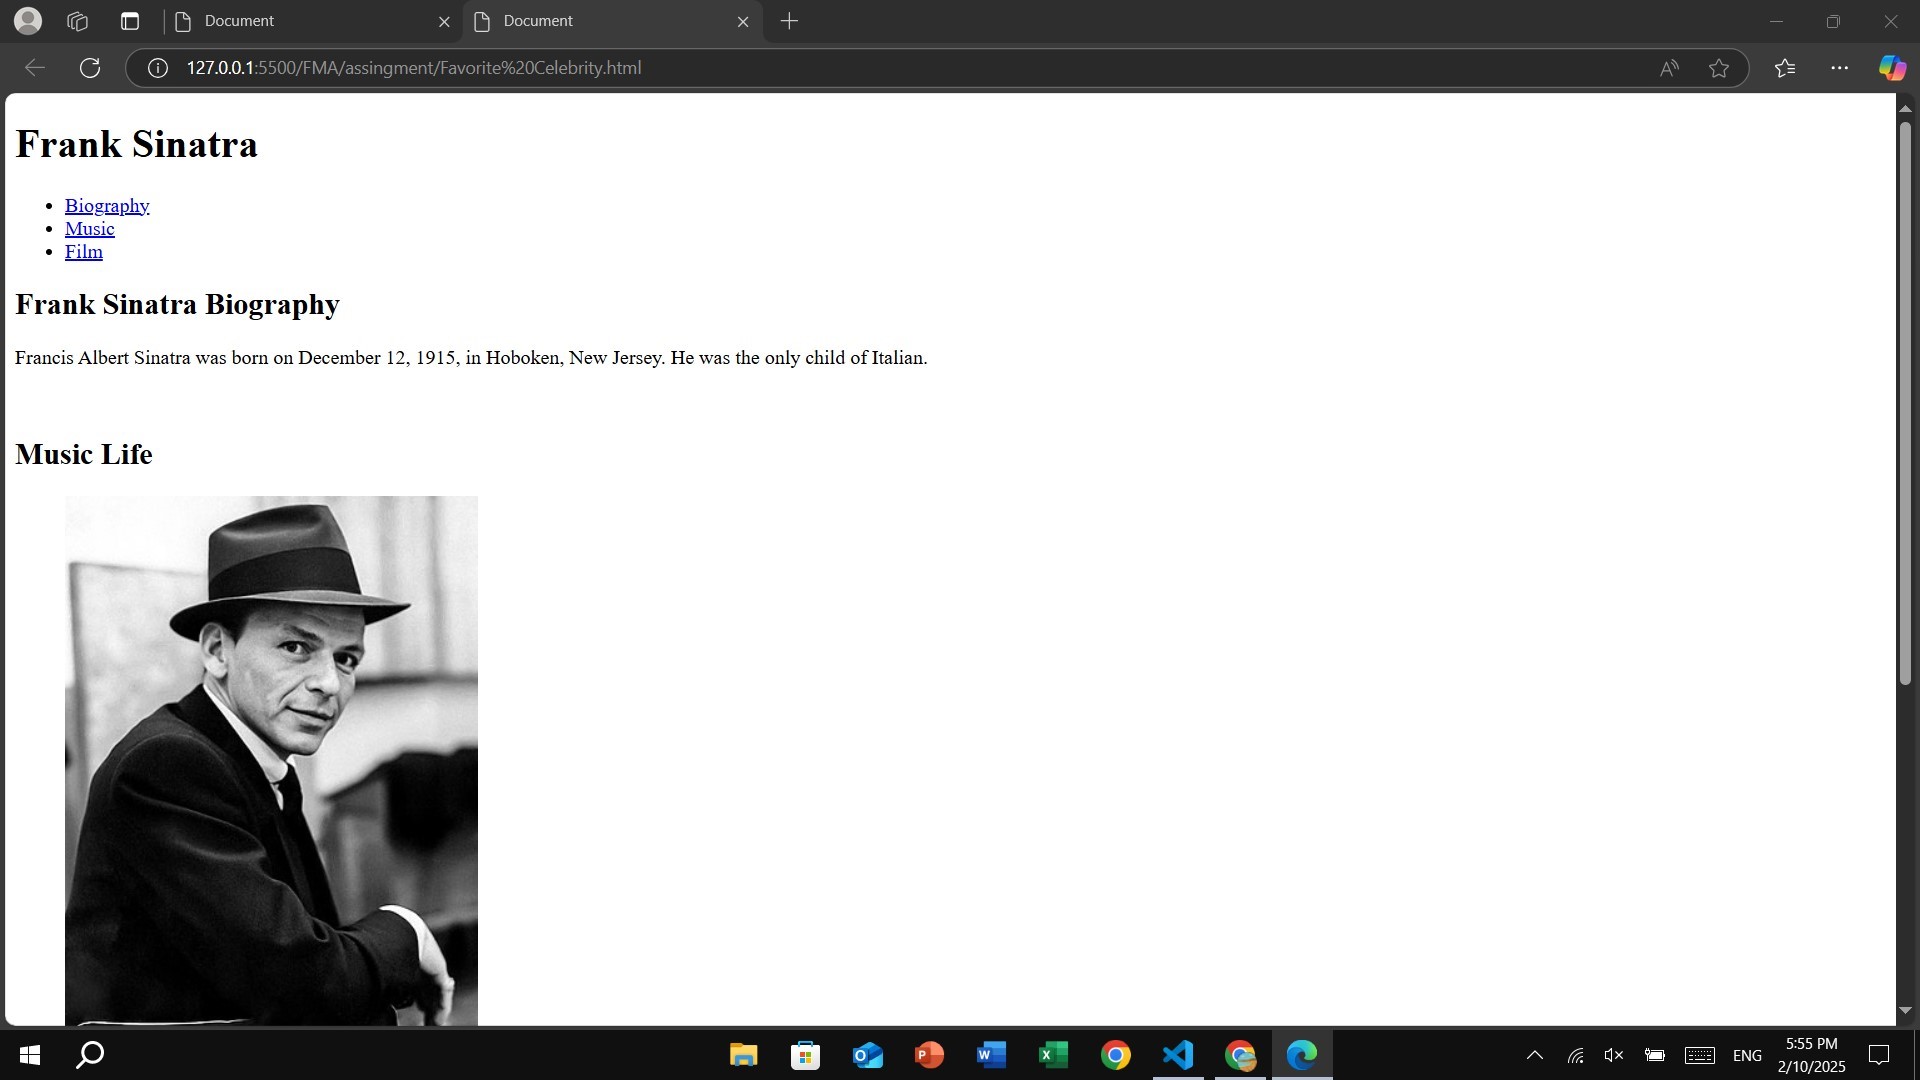 Document
Document
127.0.0.1:5500/FMA/assingment/Favorite%20Celebrity.html
Frank Sinatra
Biography
Music
Film
Frank Sinatra Biography
Francis Albert Sinatra was born on December 12, 1915, in Hoboken, New Jersey. He was the only child of Italian.
Music Life
ENG
5:55 PM
2/10/2025